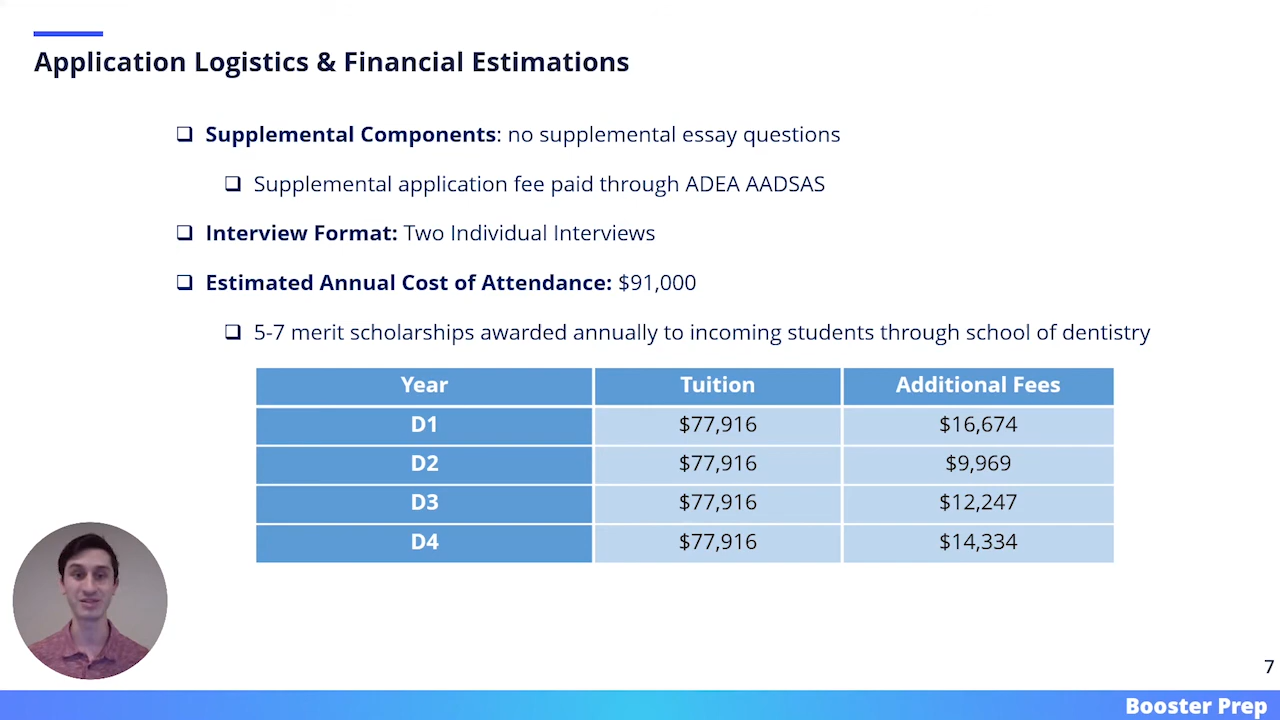 Application Logistics & Financial Estimations
Supplemental Components: no supplemental essay questions
Supplemental application fee paid through ADEA AADSAS
Interview Format: Two Individual Interviews
Estimated Annual Cost of Attendance: $91,000
5-7 merit scholarships awarded annually to incoming students through school of dentistry
Year Tuition Additional Fees
D1 $77,916 $16,674
D2 $77,916 $9,969
D3 $77,916 $12,247
D4 $77,916 $14,334
7
Booster Prep